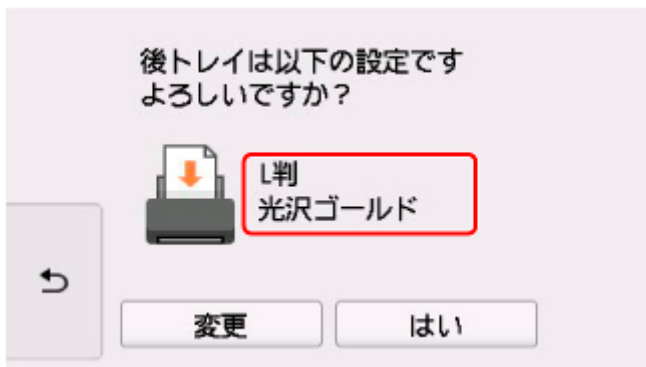 後トレイは以下の設定です
よろしいですか？
L判
光沢ゴールド
変更
はい